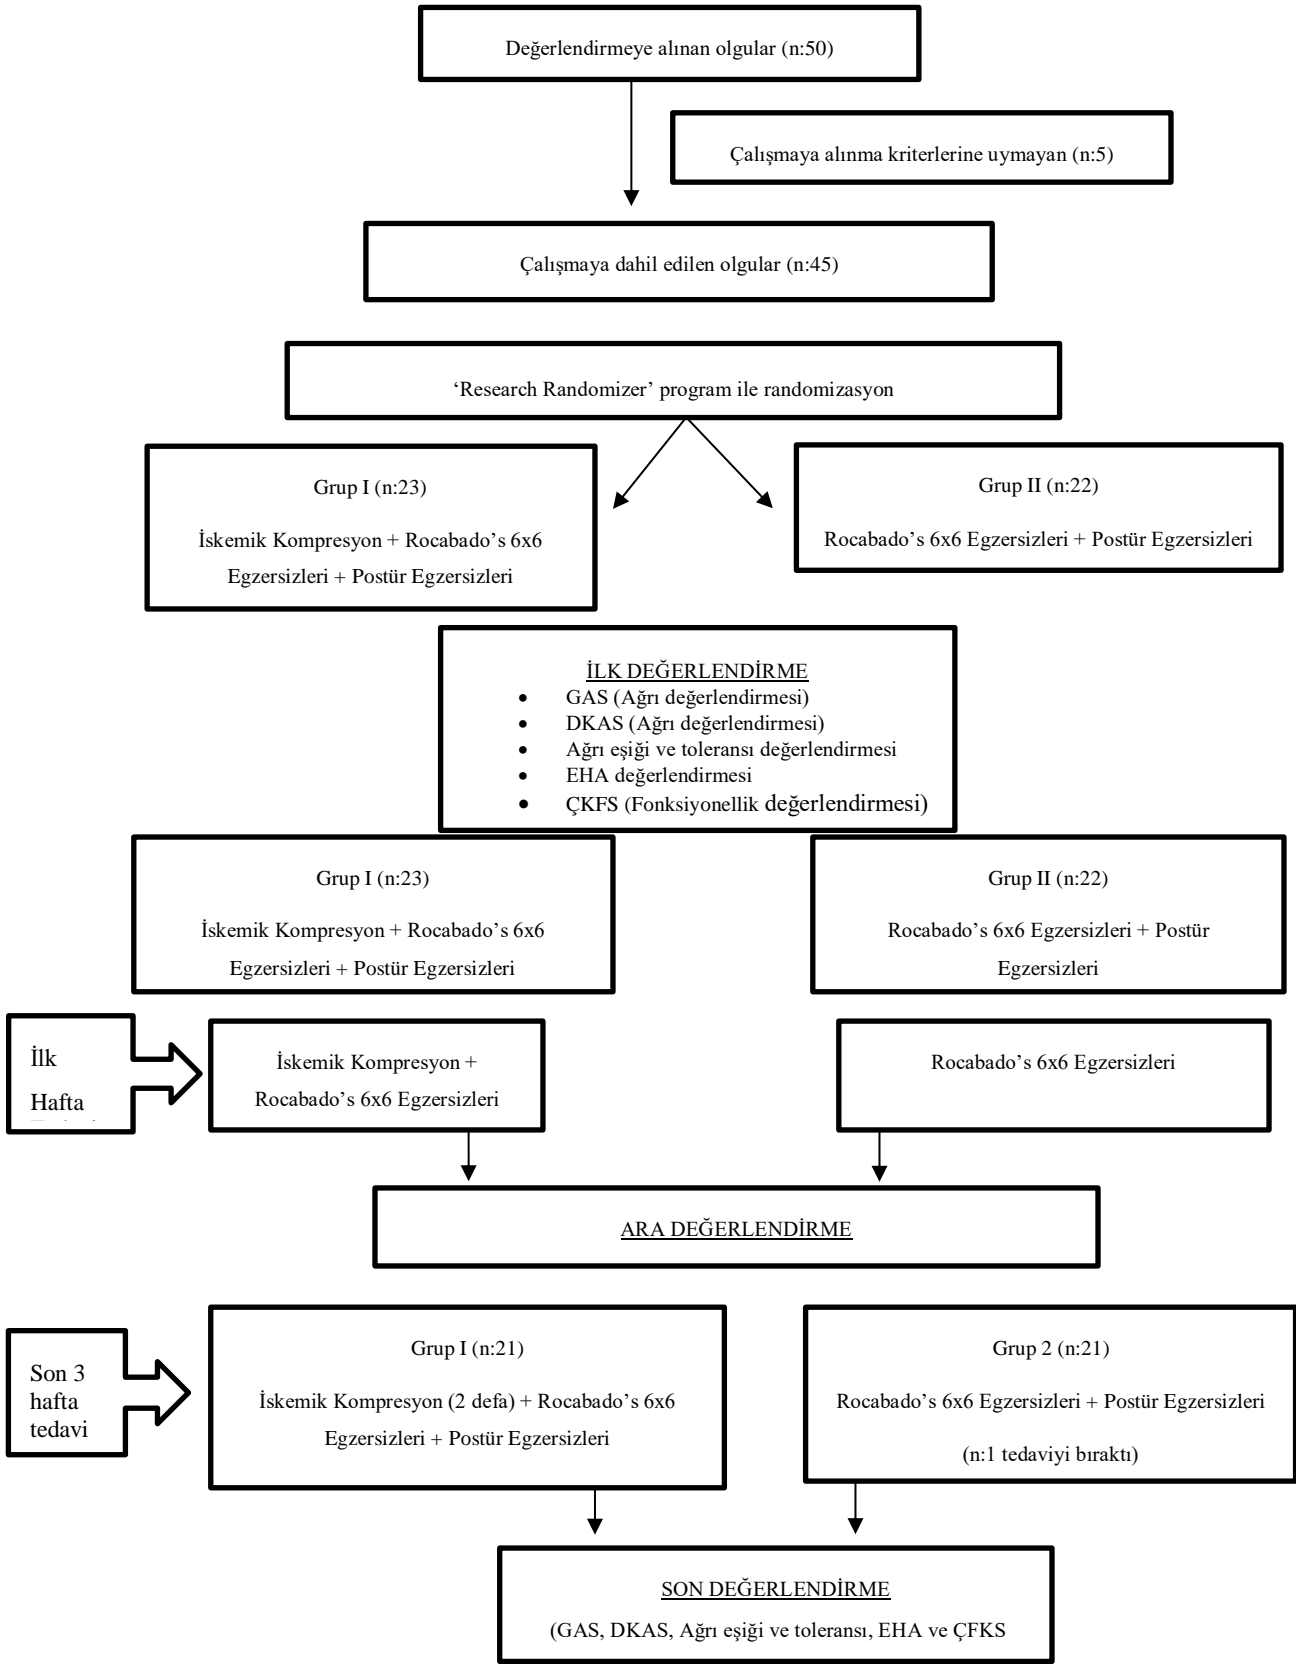 Değerlendirmeye alınan olgular (n:50)
Çalışmaya alınma kriterlerine uymayan (n:5)
Çalışmaya dahil edilen olgular (n:45)
‘Research Randomizer’ program ile randomizasyon
Grup I (n:23)
İskemik Kompresyon + Rocabado’s 6x6
Egzersizleri + Postür Egzersizleri
Grup II (n:22)
Rocabado’s 6x6 Egzersizleri + Postür Egzersizleri
İLK DEĞERLENDİRME
• GAS (Ağrı değerlendirmesi)
• DKAS (Ağrı değerlendirmesi)
• Ağrı eşiği ve toleransı değerlendirmesi
• EHA değerlendirmesi
• ÇKFS (Fonksiyonellik değerlendirmesi)
Grup I (n:23)
İskemik Kompresyon + Rocabado’s 6x6
Egzersizleri + Postür Egzersizleri
Grup II (n:22)
Rocabado’s 6x6 Egzersizleri + Postür
Egzersizleri
İlk
Hafta
İskemik Kompresyon +
Rocabado’s 6x6 Egzersizleri
Rocabado’s 6x6 Egzersizleri
ARA DEĞERLENDİRME
Son 3
hafta
tedavi
Grup I (n:21)
İskemik Kompresyon (2 defa) + Rocabado’s 6x6
Egzersizleri + Postür Egzersizleri
Grup 2 (n:21)
Rocabado’s 6x6 Egzersizleri + Postür Egzersizleri
(n:1 tedaviyi bıraktı)
SON DEĞERLENDİRME
(GAS, DKAS, Ağrı eşiği ve toleransı, EHA ve ÇFKS